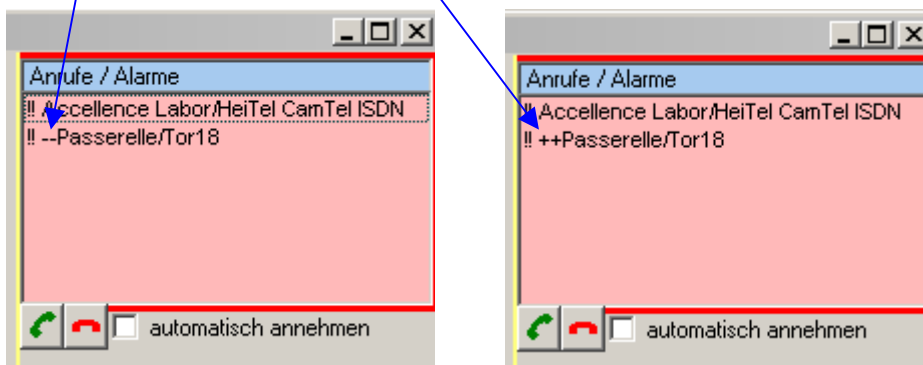 Anrufe / Alarme
!! Accellence Labor/HeiTel CamTel ISDN
!! --Passerelle/Tor18
automatisch annehmen
Anrufe / Alarme
!! Accellence Labor/HeiTel CamTel ISDN
!! ++Passerelle/Tor18
automatisch annehmen